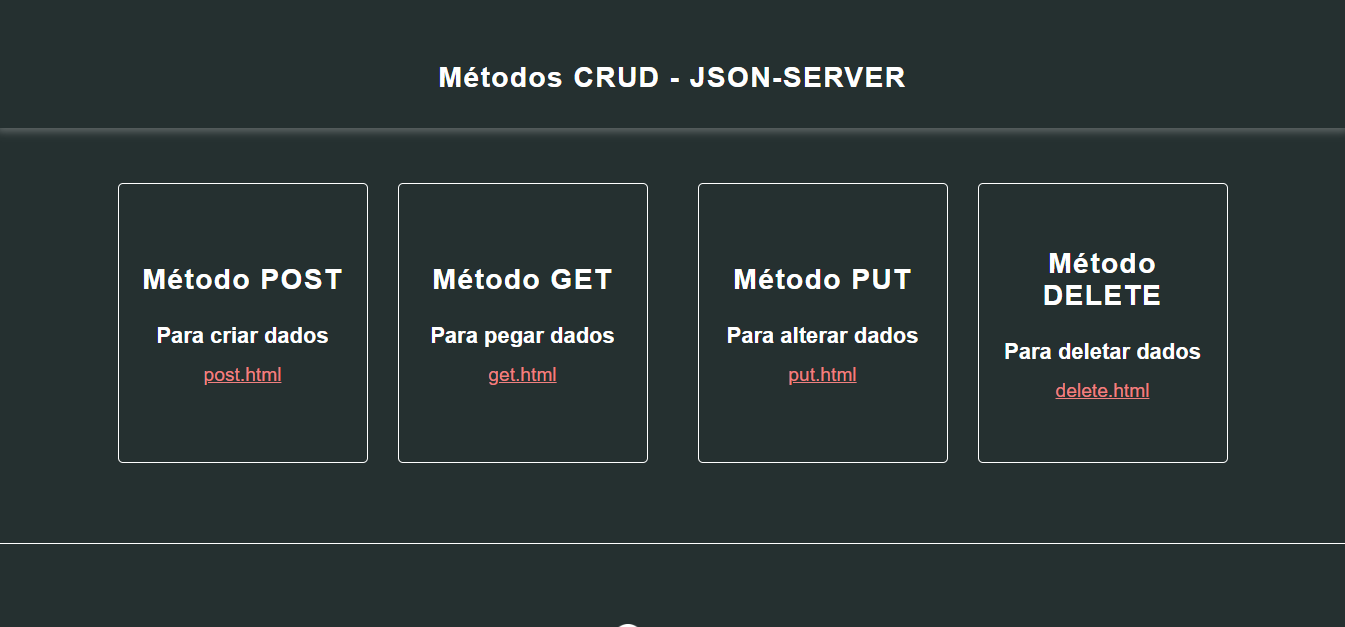 Métodos CRUD - JSON-SERVER
Método POST
Para criar dados
post.html
Método GET
Para pegar dados
get.html
Método PUT
Para alterar dados
put.html
Método
DELETE
Para deletar dados
delete.html